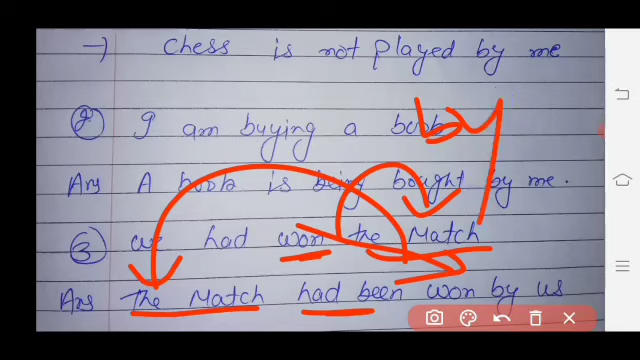 → Chess is not played by me
② I am buying a book
Ans A book is being bought by me.
③ We had won the Match
Ans The Match had been won by us